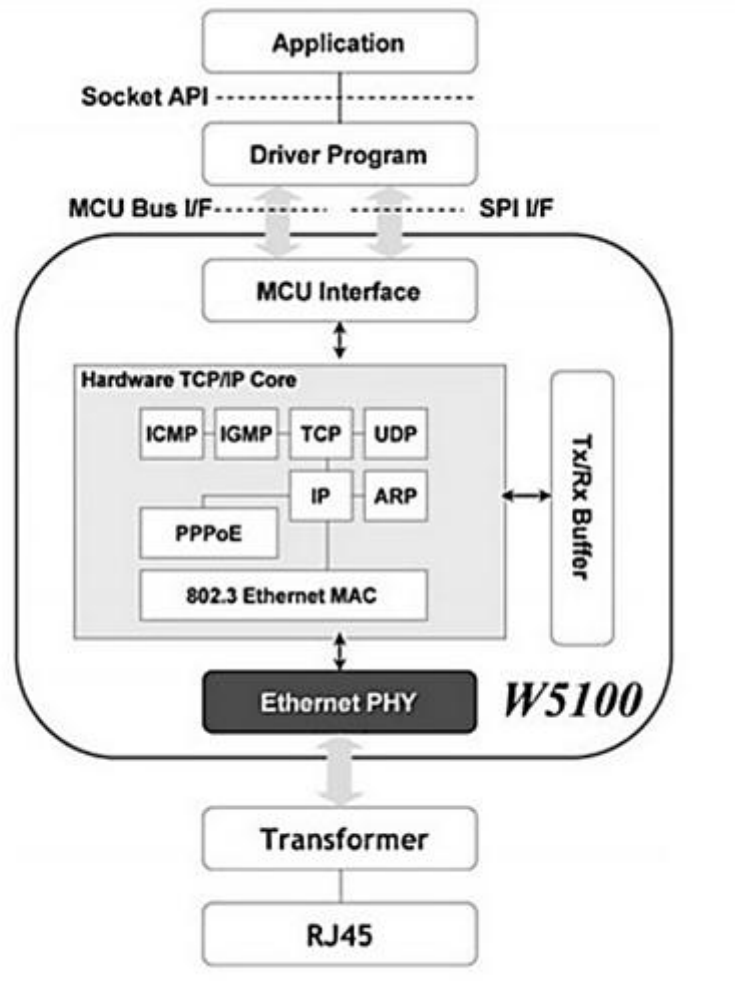 Application
Socket API
Driver Program
MCU Bus I/F
SPI I/F
MCU Interface
Hardware TCP/IP Core
ICMP
IGMP
TCP
UDP
IP
ARP
PPPoE
802.3 Ethernet MAC
Tx/Rx Buffer
Ethernet PHY
W5100
Transformer
RJ45